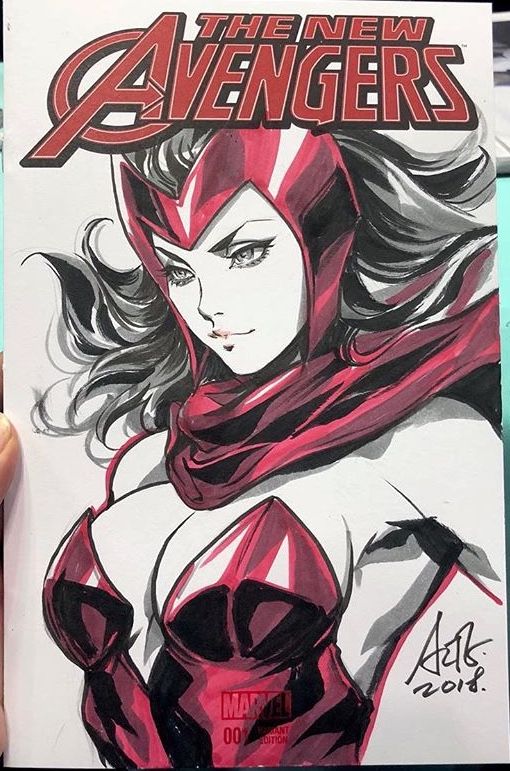 THE NEW
AVENGERS
MARVEL
001
VARIANT
EDITION
2018.